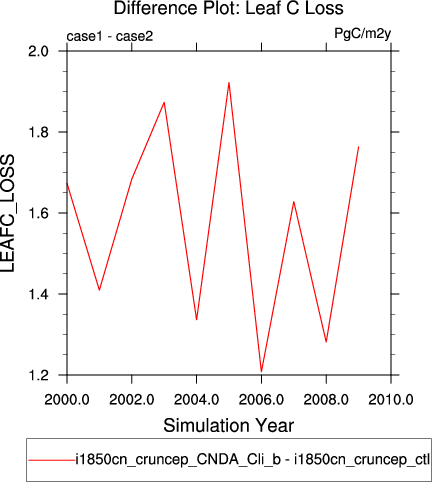 Difference Plot: Leaf C Loss
case1 - case2
PgC/m2y
2.0
1.8
1.6
1.4
1.2
LEAFC_LOSS
2000.0 2002.0 2004.0 2006.0 2008.0 2010.0
Simulation Year
i1850cn_cruncep_CNDA_Cli_b - i1850cn_cruncep_ctl